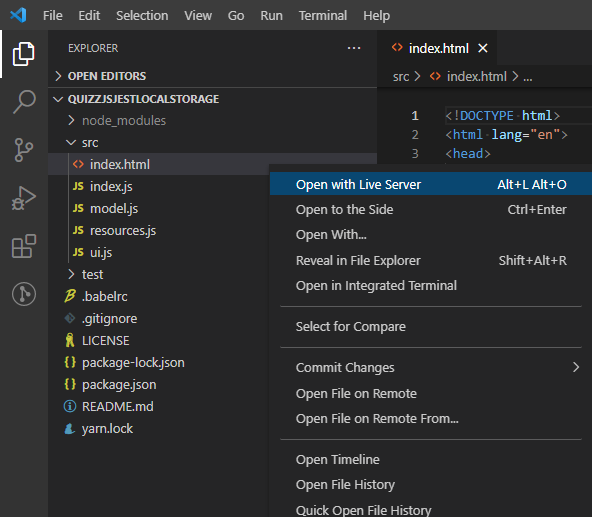 File Edit Selection View Go Run Terminal Help
EXPLORER ...
index.html
OPEN EDITORS
src > index.html > ...
QUIZZJSJESTLOCALSTORAGE
node_modules
1 <!DOCTYPE html>
src
2 <html lang="en">
index.html
3 <head>
JS index.js
JS model.js
JS resources.js
JS ui.js
test
.babelrc
.gitignore
LICENSE
{} package-lock.json
{} package.json
README.md
yarn.lock
Open with Live Server Alt+L Alt+O
Open to the Side Ctrl+Enter
Open With...
Reveal in File Explorer Shift+Alt+R
Open in Integrated Terminal
Select for Compare
Commit Changes
Open File on Remote
Open File on Remote From...
Open Timeline
Open File History
Quick Open File History